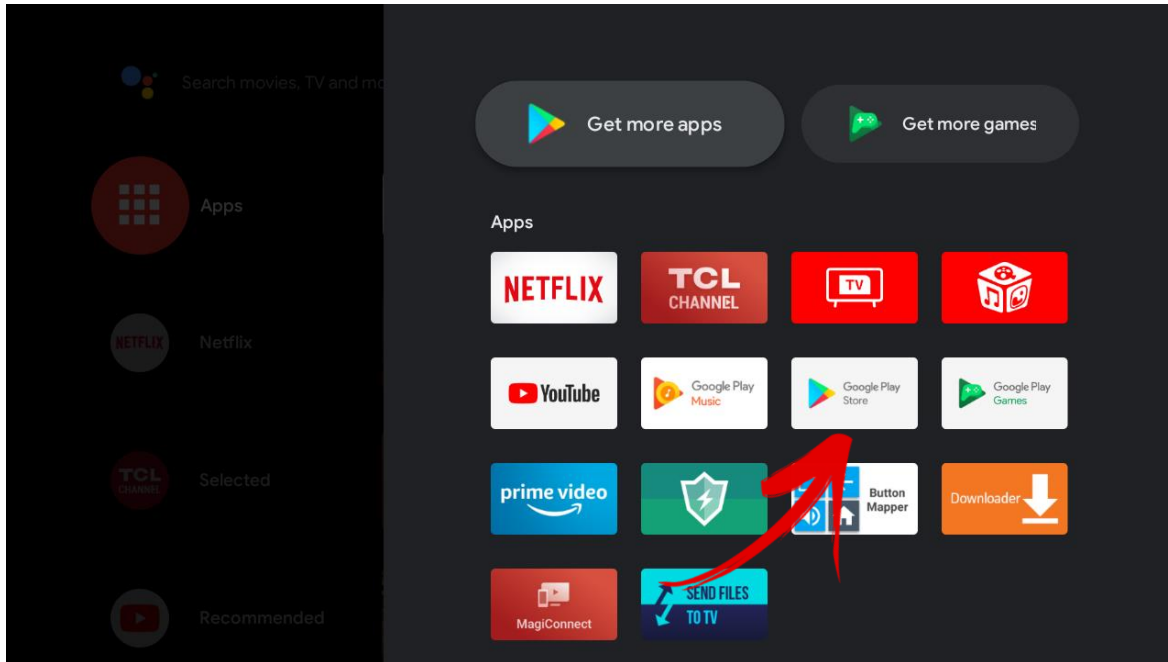 Search movies, TV and mo
Get more apps
Get more games
Apps
Apps
NETFLIX
TCL
CHANNEL
TV
NETFLIX
Netflix
YouTube
Google Play
Music
Google Play
Store
Google Play
Games
TCL
CHANNEL
Selected
prime video
Button
Mapper
Downloader
MagiConnect
SEND FILES
TO TV
Recommended